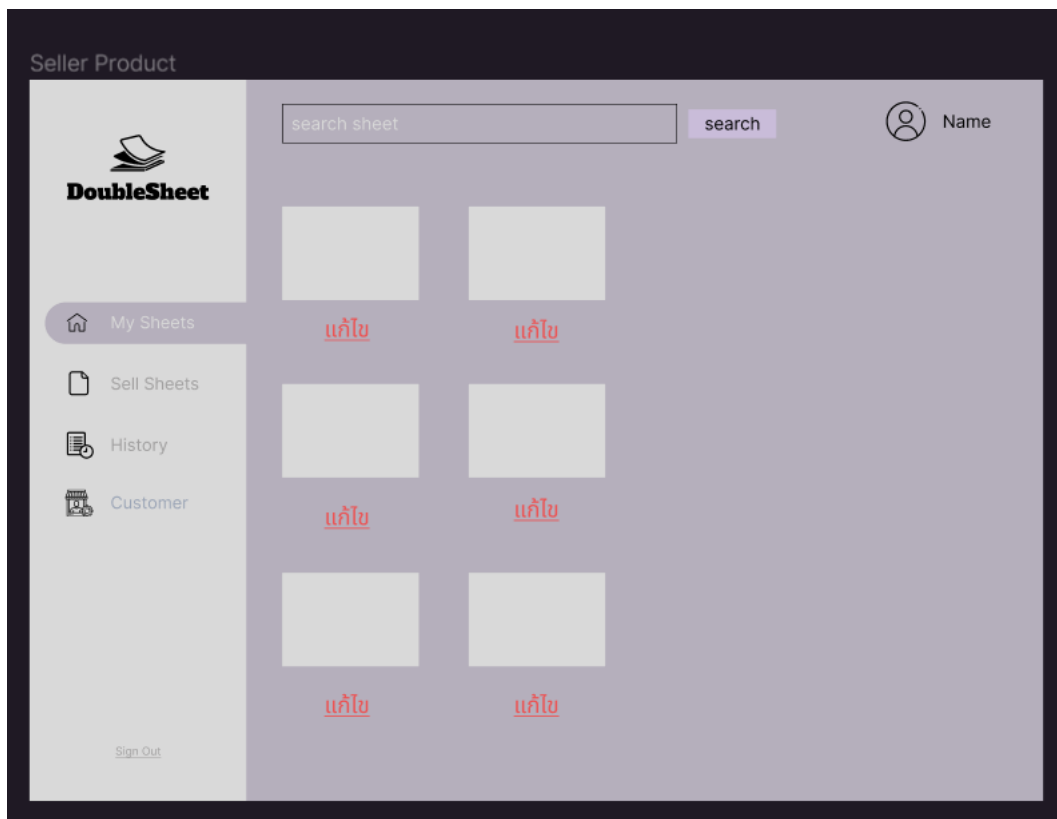 Seller Product
DoubleSheet
search sheet
search
Name
My Sheets
Sell Sheets
History
Customer
Sign Out
แก้ไข
แก้ไข
แก้ไข
แก้ไข
แก้ไข
แก้ไข